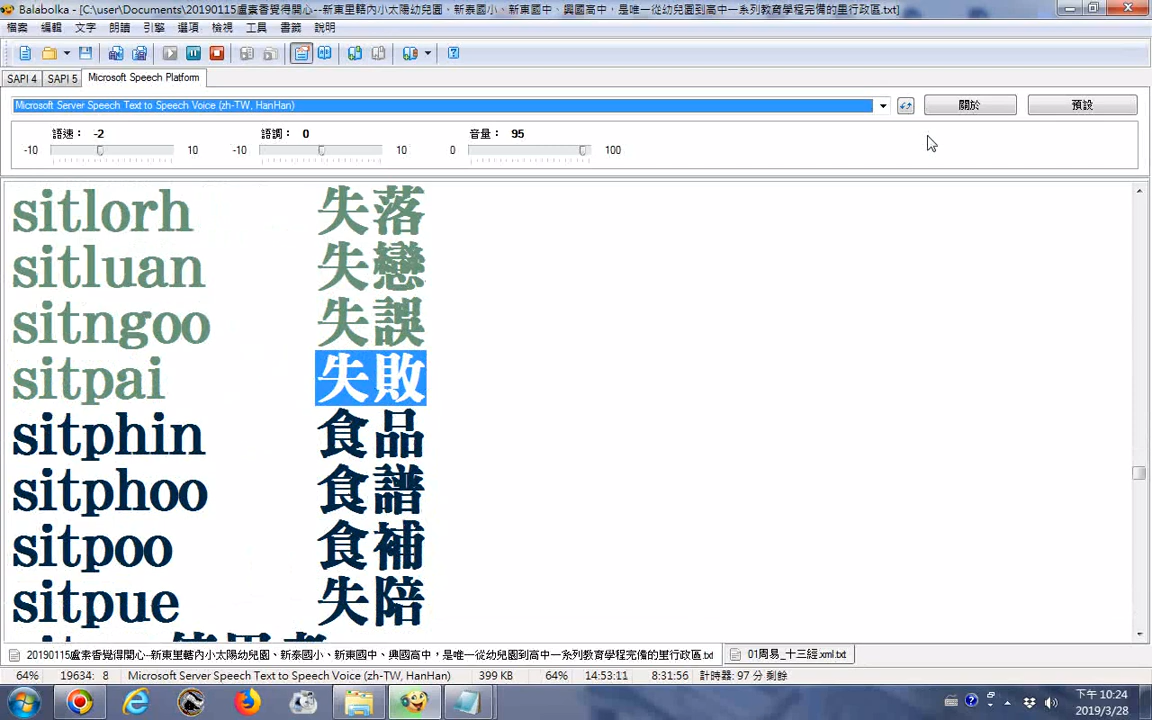 Balabolka - [C:\user\Documents\20190115盧素香覺得開心--新東里轄內小太陽幼兒園、新泰國小、新東國中、興國高中，是唯一從幼兒園到高中一系列教育學程完備的里行政區.txt]
檔案 編輯 文字 朗讀 引擎 選項 檢視 工具 書籤 說明
SAPI 4 SAPI 5 Microsoft Speech Platform
Microsoft Server Speech Text to Speech Voice (zh-TW, HanHan) 關於 預設
語速： -2 語調： 0 音量： 95
-10 10 -10 10 0 100
sitlorh 失落
sitluan 失戀
sitngoo 失誤
sitpai 失敗
sitphin 食品
sitphoo 食譜
sitpoo 食補
sitpue 失陪
20190115盧素香覺得開心--新東里轄內小太陽幼兒園、新泰國小、新東國中、興國高中，是唯一從幼兒園到高中一系列教育學程完備的里行政區.txt 01周易_十三經.xml.txt
64% 19634: 8 Microsoft Server Speech Text to Speech Voice (zh-TW, HanHan) 399 KB 64% 14:53:11 8:31:56 計時器: 97 分 剩餘
下午 10:24
2019/3/28